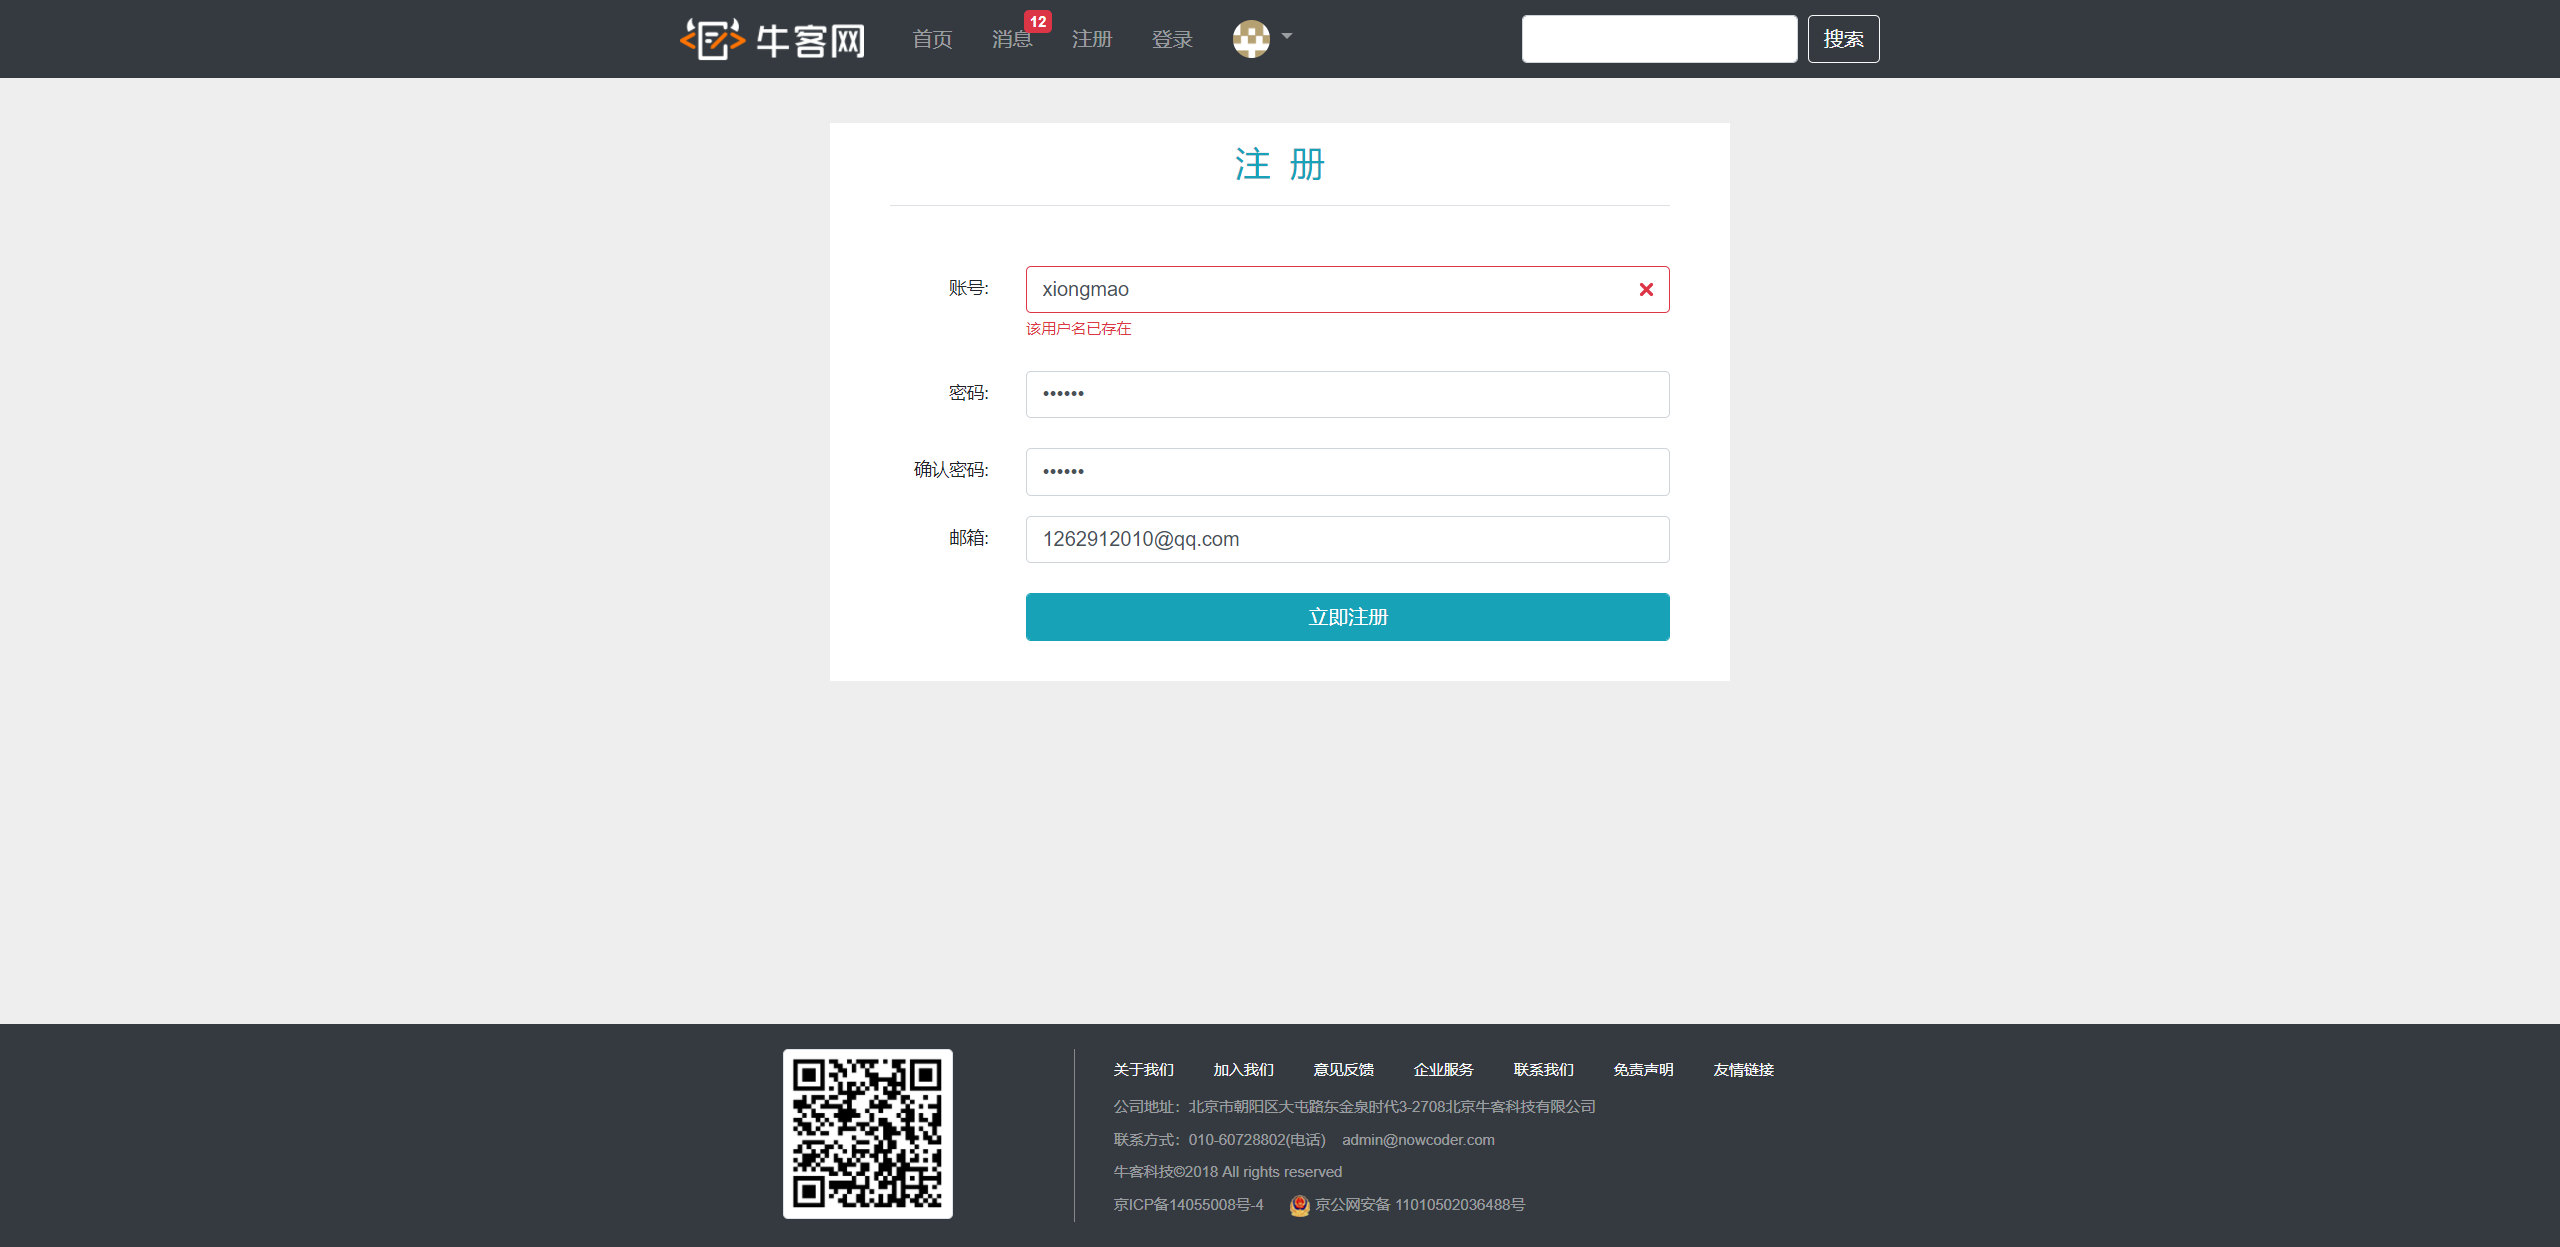 牛客网 首页 消息 12 注册 登录 搜索
注 册
账号: xiongmao
该用户名已存在
密码: ••••••
确认密码: ••••••
邮箱: 1262912010@qq.com
立即注册
关于我们 加入我们 意见反馈 企业服务 联系我们 免责声明 友情链接
公司地址：北京市朝阳区大屯路东金泉时代3-2708北京牛客科技有限公司
联系方式：010-60728802(电话) admin@nowcoder.com
牛客科技©2018 All rights reserved
京ICP备14055008号-4 京公网安备 11010502036488号